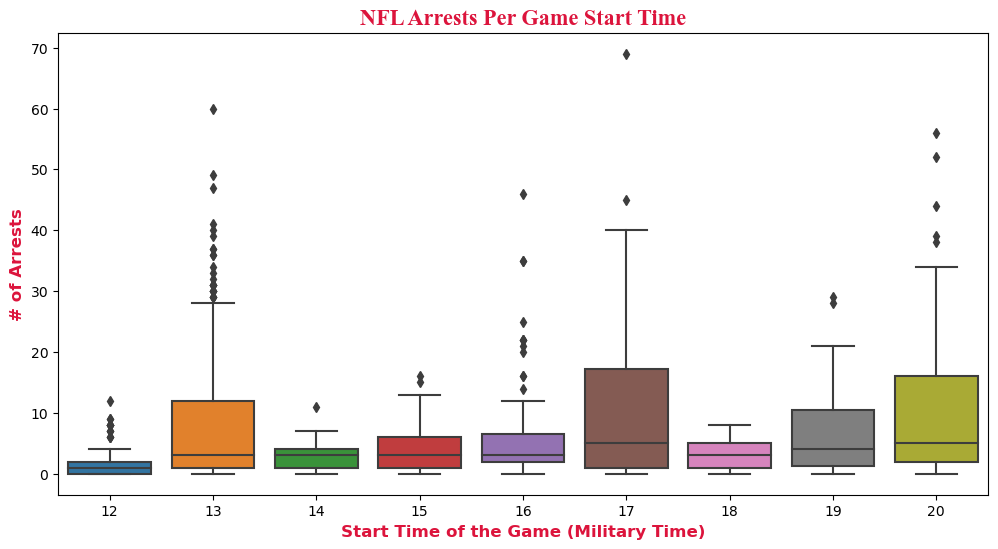 NFL Arrests Per Game Start Time
# of Arrests
70
60
50
40
30
20
10
0
12 13 14 15 16 17 18 19 20
Start Time of the Game (Military Time)